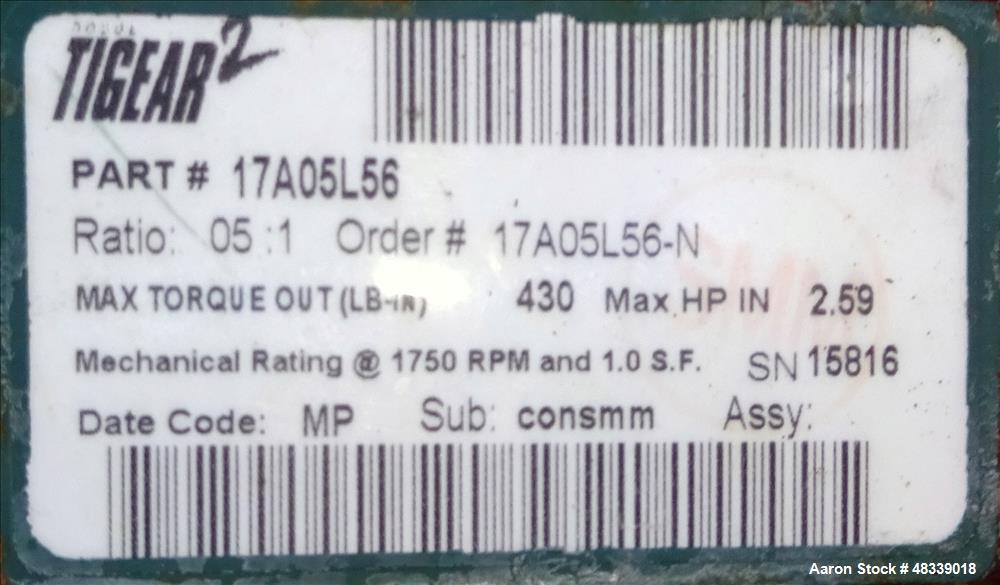 TIGEAR 2
PART # 17A05L56
Ratio: 05 :1 Order # 17A05L56-N
MAX TORQUE OUT (LB-IN) 430 Max HP IN 2.59
Mechanical Rating @ 1750 RPM and 1.0 S.F. SN 15816
Date Code: MP Sub: consmm Assy:
Aaron Stock # 48339018